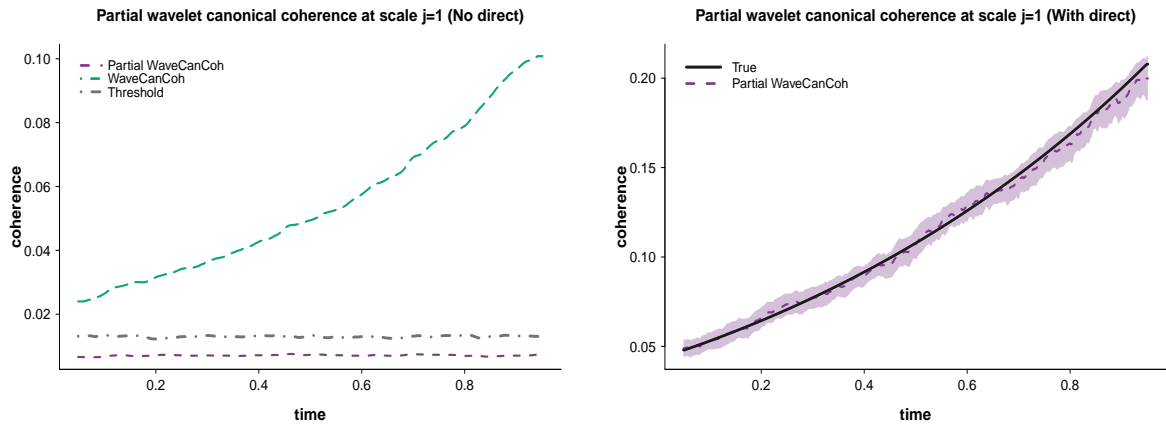 Partial wavelet canonical coherence at scale j=1 (No direct)
Partial WaveCanCoh
WaveCanCoh
Threshold
0.10
0.08
0.06
0.04
0.02
coherence
0.2
0.4
0.6
0.8
time
Partial wavelet canonical coherence at scale j=1 (With direct)
True
Partial WaveCanCoh
0.20
0.15
0.10
0.05
coherence
0.2
0.4
0.6
0.8
time